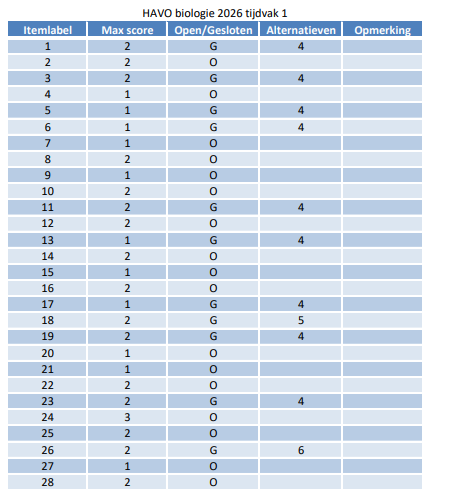 HAVO biologie 2026 tijdvak 1
Itemlabel Max score Open/Gesloten Alternatieven Opmerking
1 2 G 4
2 2 O
3 2 G 4
4 1 O
5 1 G 4
6 1 G 4
7 1 O
8 2 O
9 1 O
10 2 O
11 2 G 4
12 2 O
13 1 G 4
14 2 O
15 1 O
16 2 O
17 1 G 4
18 2 G 5
19 2 G 4
20 1 O
21 1 O
22 2 O
23 2 G 4
24 3 O
25 2 O
26 2 G 6
27 1 O
28 2 O